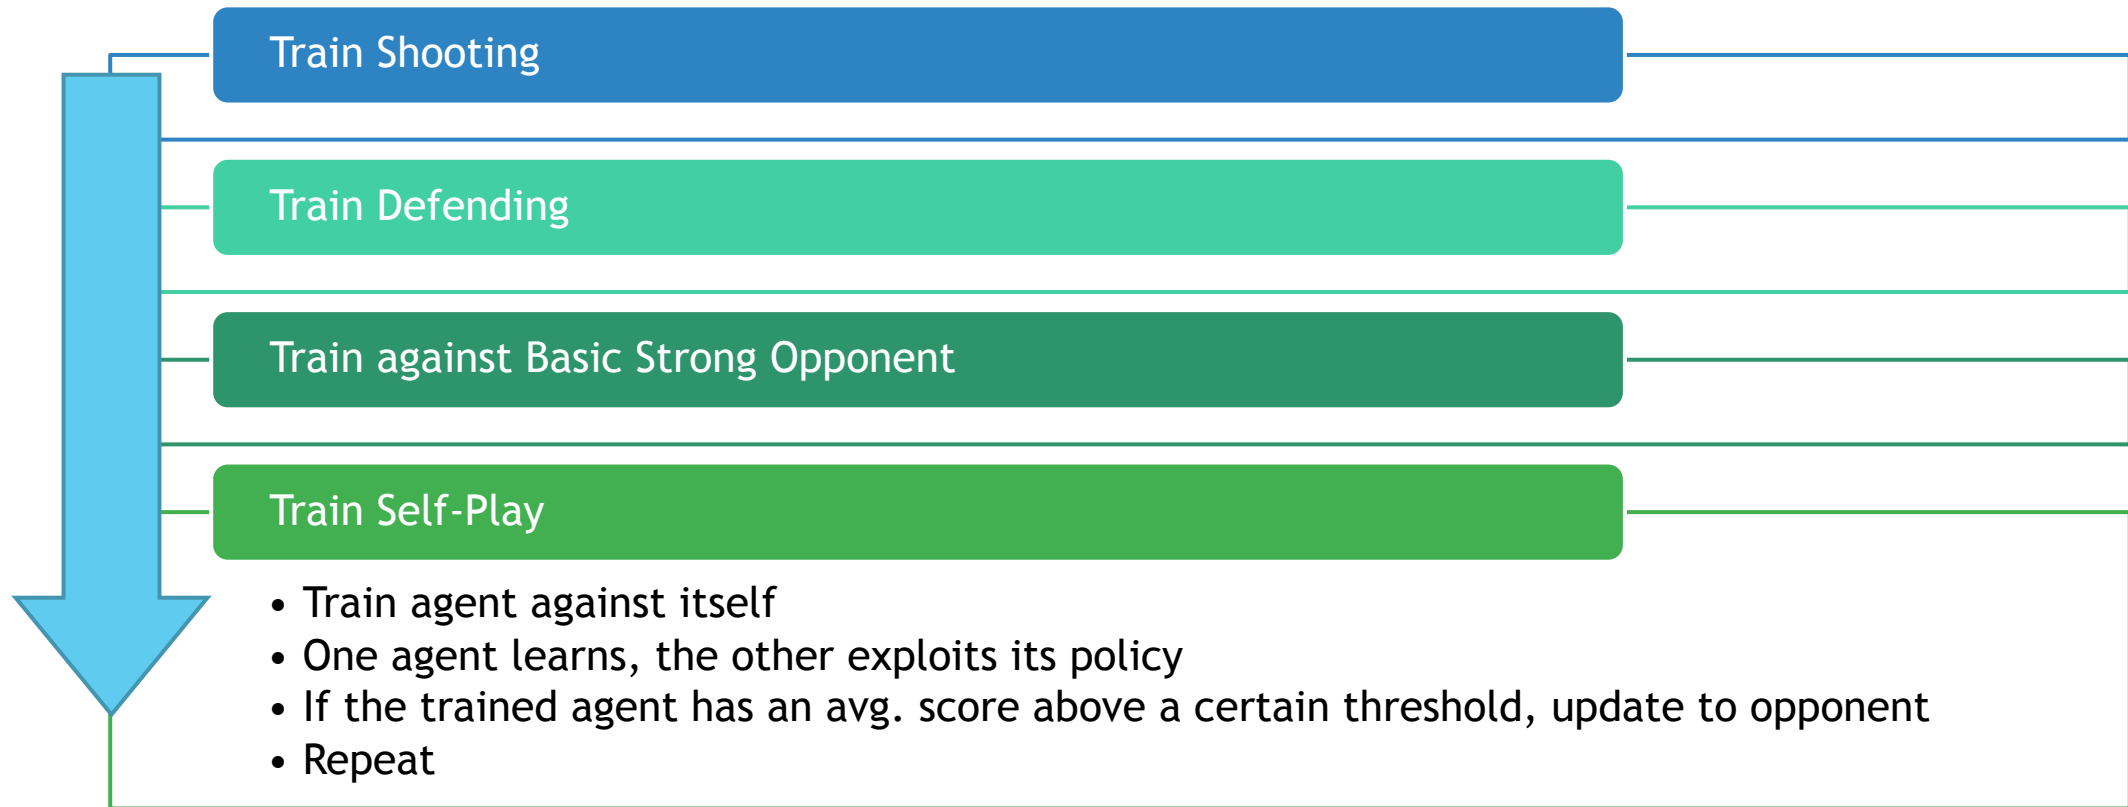 Train Shooting
Train Defending
Train against Basic Strong Opponent
Train Self-Play
• Train agent against itself
• One agent learns, the other exploits its policy
• If the trained agent has an avg. score above a certain threshold, update to opponent
• Repeat